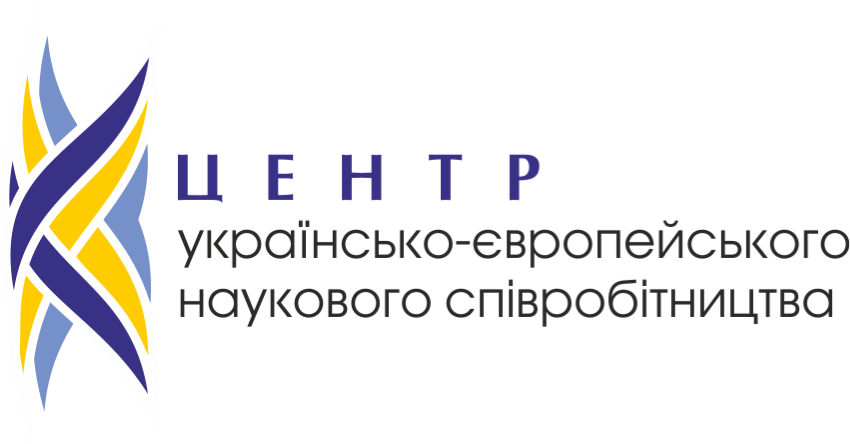 ЦЕНТР
українсько-європейського
наукового співробітництва